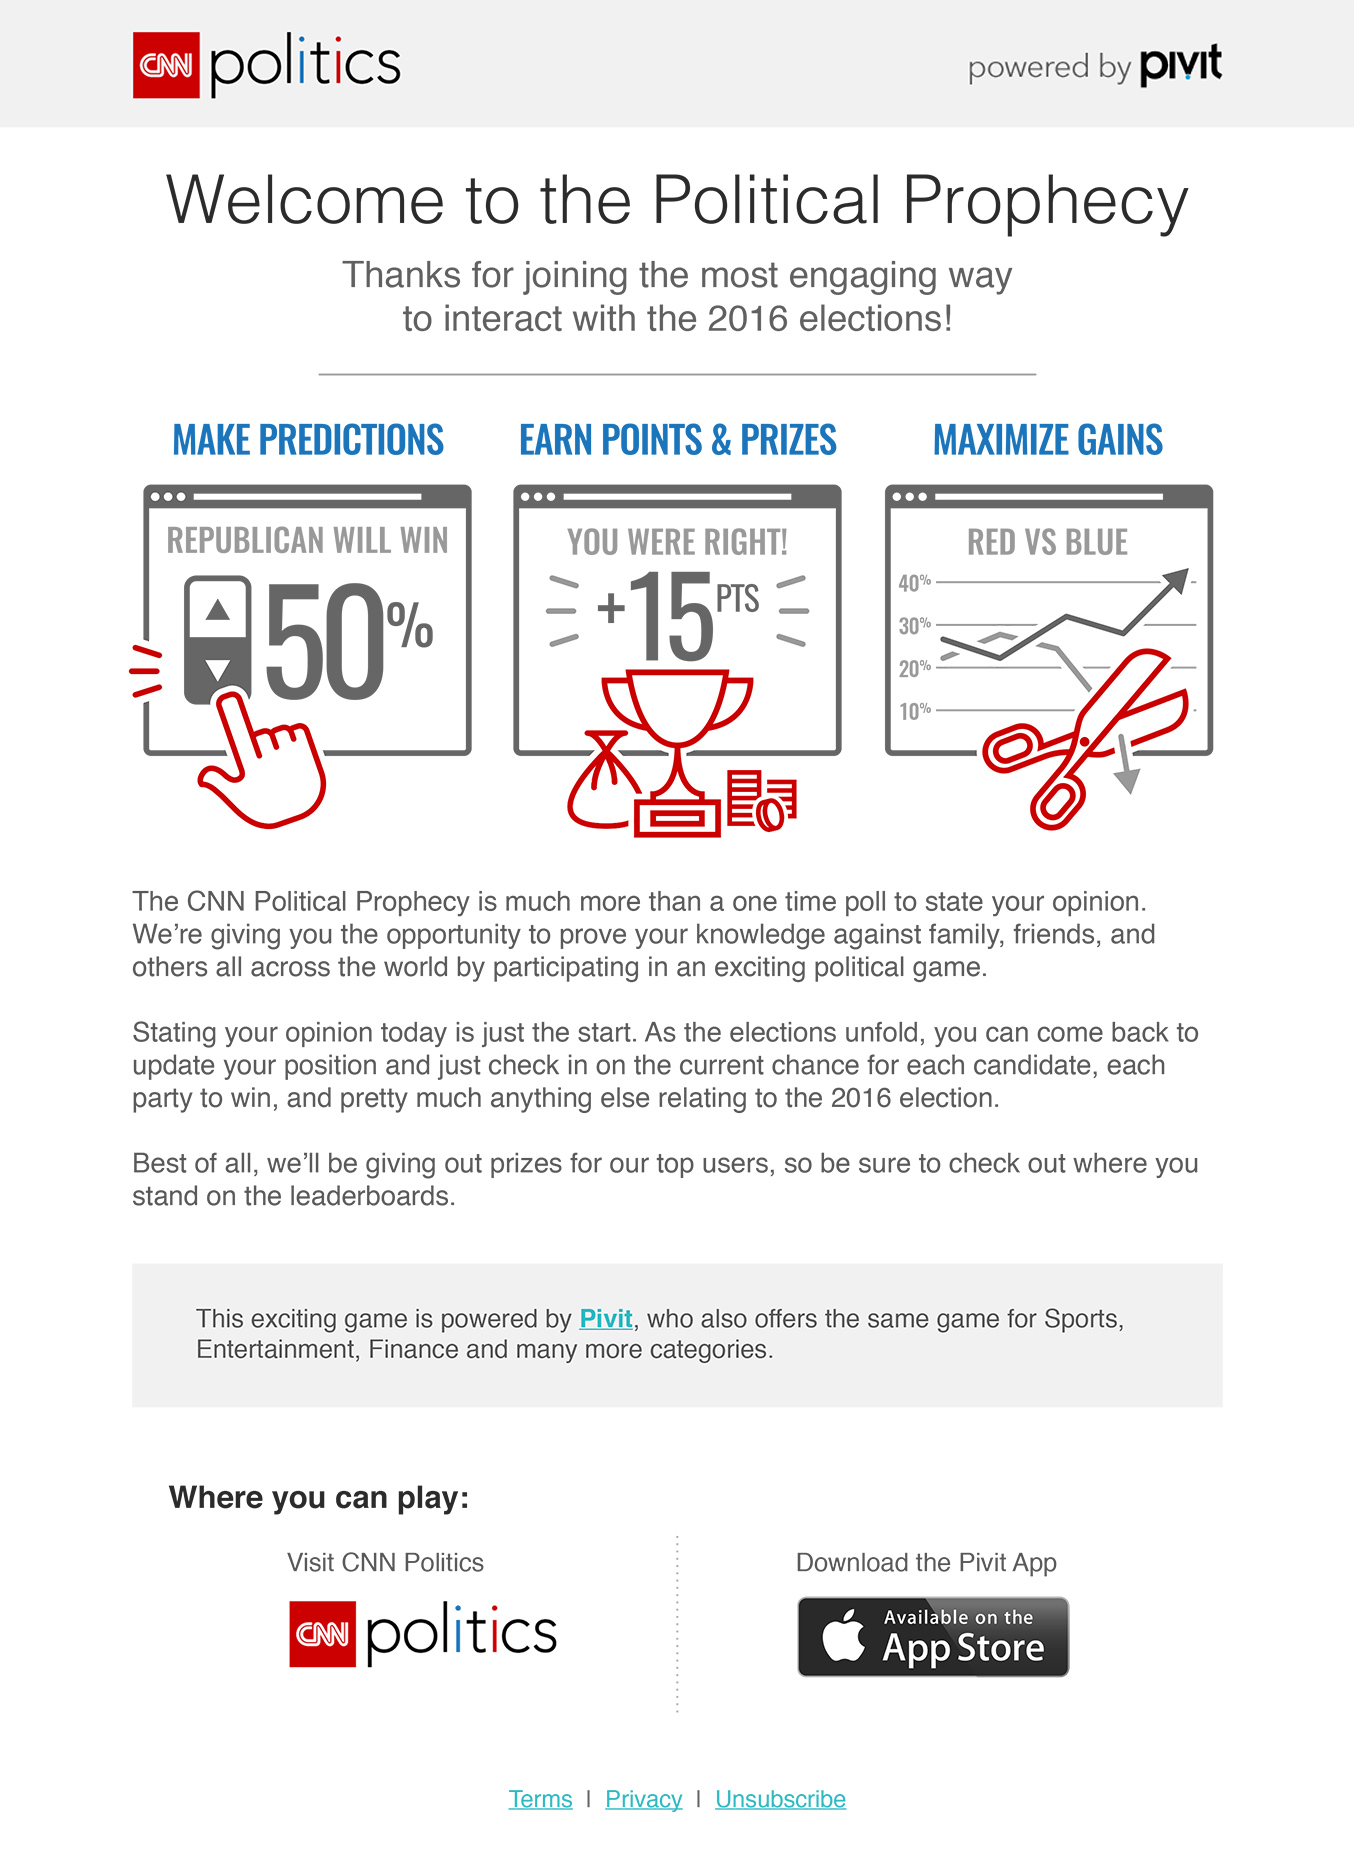 CNN politics
powered by pivit
Welcome to the Political Prophecy
Thanks for joining the most engaging way
to interact with the 2016 elections!
MAKE PREDICTIONS
REPUBLICAN WILL WIN
50%
EARN POINTS & PRIZES
YOU WERE RIGHT!
+15 PTS
MAXIMIZE GAINS
RED VS BLUE
40%
30%
20%
10%
The CNN Political Prophecy is much more than a one time poll to state your opinion.
We’re giving you the opportunity to prove your knowledge against family, friends, and
others all across the world by participating in an exciting political game.
Stating your opinion today is just the start. As the elections unfold, you can come back to
update your position and just check in on the current chance for each candidate, each
party to win, and pretty much anything else relating to the 2016 election.
Best of all, we’ll be giving out prizes for our top users, so be sure to check out where you
stand on the leaderboards.
This exciting game is powered by Pivit, who also offers the same game for Sports,
Entertainment, Finance and many more categories.
Where you can play:
Visit CNN Politics
CNN politics
Download the Pivit App
Available on the
App Store
Terms | Privacy | Unsubscribe